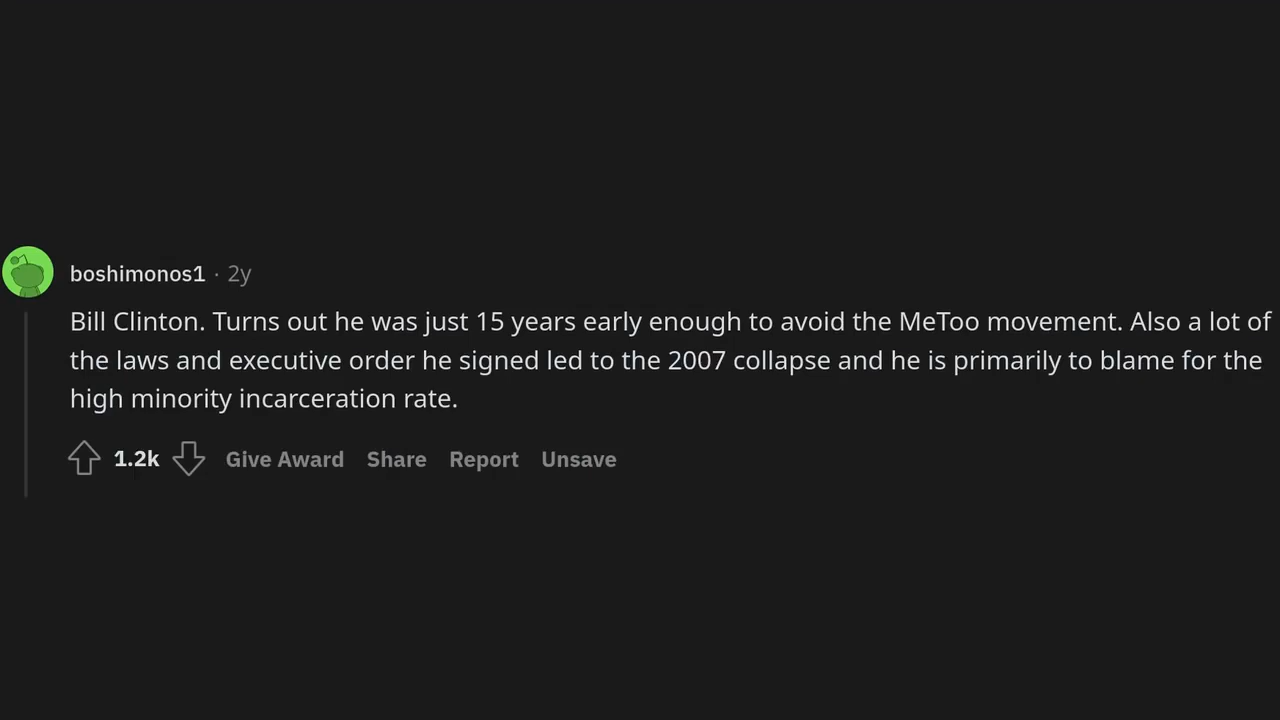 boshimonos1 · 2y
Bill Clinton. Turns out he was just 15 years early enough to avoid the MeToo movement. Also a lot of
the laws and executive order he signed led to the 2007 collapse and he is primarily to blame for the
high minority incarceration rate.
1.2k Give Award Share Report Unsave